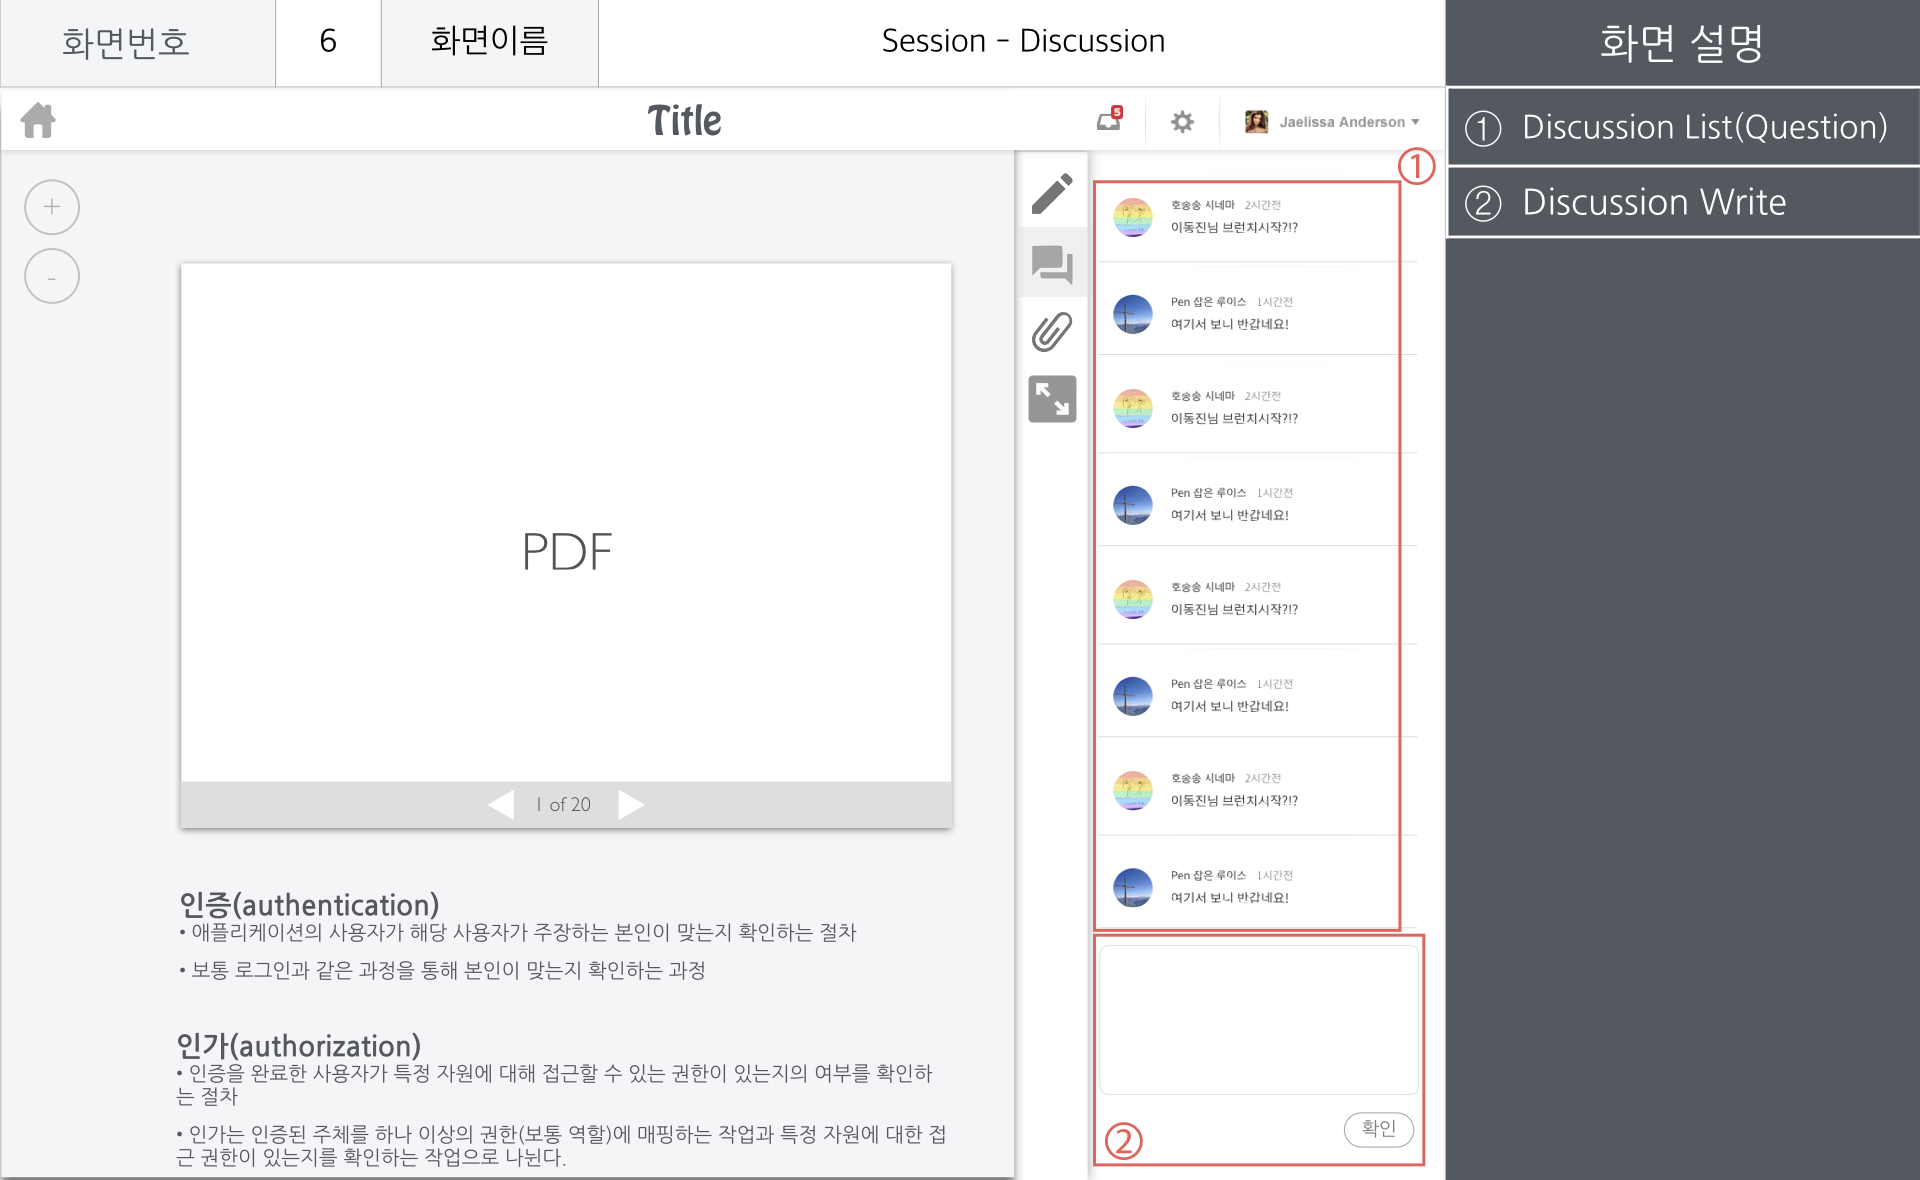 화면번호
6
화면이름
Session – Discussion
화면 설명
Title
5
Jaelissa Anderson
① Discussion List(Question)
② Discussion Write
+
-
PDF
1 of 20
인증(authentication)
• 애플리케이션의 사용자가 해당 사용자가 주장하는 본인이 맞는지 확인하는 절차
• 보통 로그인과 같은 과정을 통해 본인이 맞는지 확인하는 과정
인가(authorization)
• 인증을 완료한 사용자가 특정 자원에 대해 접근할 수 있는 권한이 있는지의 여부를 확인하
는 절차
• 인가는 인증된 주체를 하나 이상의 권한(보통 역할)에 매핑하는 작업과 특정 자원에 대한 접
근 권한이 있는지를 확인하는 작업으로 나뉜다.
①
호송송 시네마 2시간전
이동진님 브런치시작?!?
Pen 잡은 루이스 1시간전
여기서 보니 반갑네요!
호송송 시네마 2시간전
이동진님 브런치시작?!?
Pen 잡은 루이스 1시간전
여기서 보니 반갑네요!
호송송 시네마 2시간전
이동진님 브런치시작?!?
Pen 잡은 루이스 1시간전
여기서 보니 반갑네요!
호송송 시네마 2시간전
이동진님 브런치시작?!?
Pen 잡은 루이스 1시간전
여기서 보니 반갑네요!
확인
②